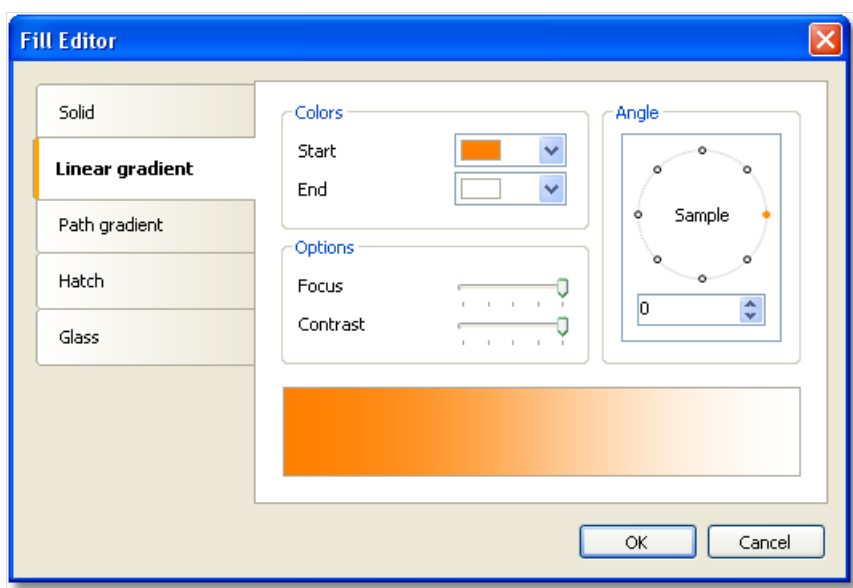 Fill Editor
Solid
Linear gradient
Path gradient
Hatch
Glass
Colors
Start
End
Options
Focus
Contrast
Angle
Sample
0
OK
Cancel